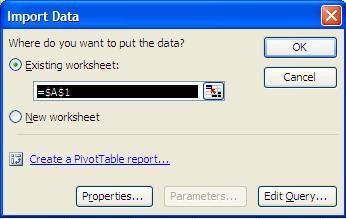 Import Data
Where do you want to put the data?
OK
Existing worksheet:
Cancel
=$A$1
New worksheet
Create a PivotTable report...
Properties...
Parameters...
Edit Query...